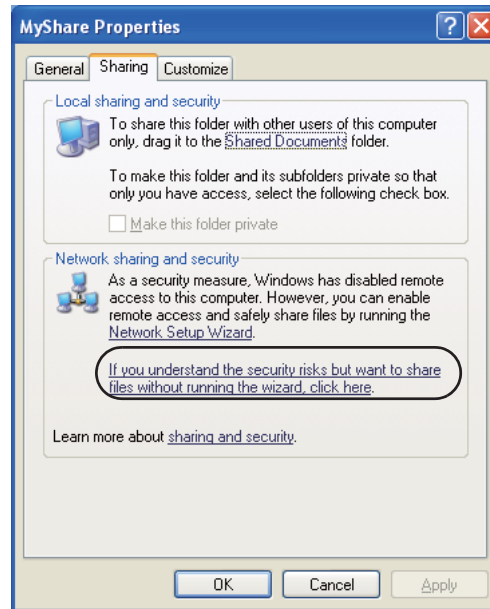 MyShare Properties
General Sharing Customize
Local sharing and security
To share this folder with other users of this computer
only, drag it to the Shared Documents folder.
To make this folder and its subfolders private so that
only you have access, select the following check box.
Make this folder private
Network sharing and security
As a security measure, Windows has disabled remote
access to this computer. However, you can enable
remote access and safely share files by running the
Network Setup Wizard.
If you understand the security risks but want to share
files without running the wizard, click here.
Learn more about sharing and security.
OK Cancel Apply